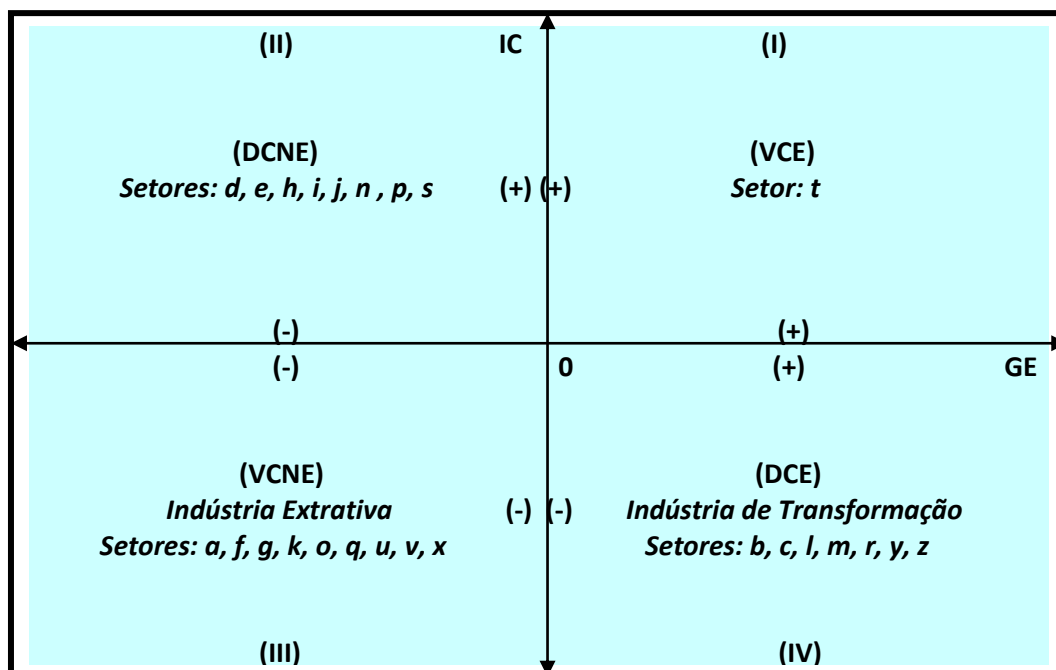 (II) IC (I)
(DCNE) (VCE)
Setores: d, e, h, i, j, n , p, s (+) (+) Setor: t
(-) (+)
(-) 0 (+) GE
(VCNE) (DCE)
Indústria Extrativa (-) (-) Indústria de Transformação
Setores: a, f, g, k, o, q, u, v, x Setores: b, c, l, m, r, y, z
(III) (IV)